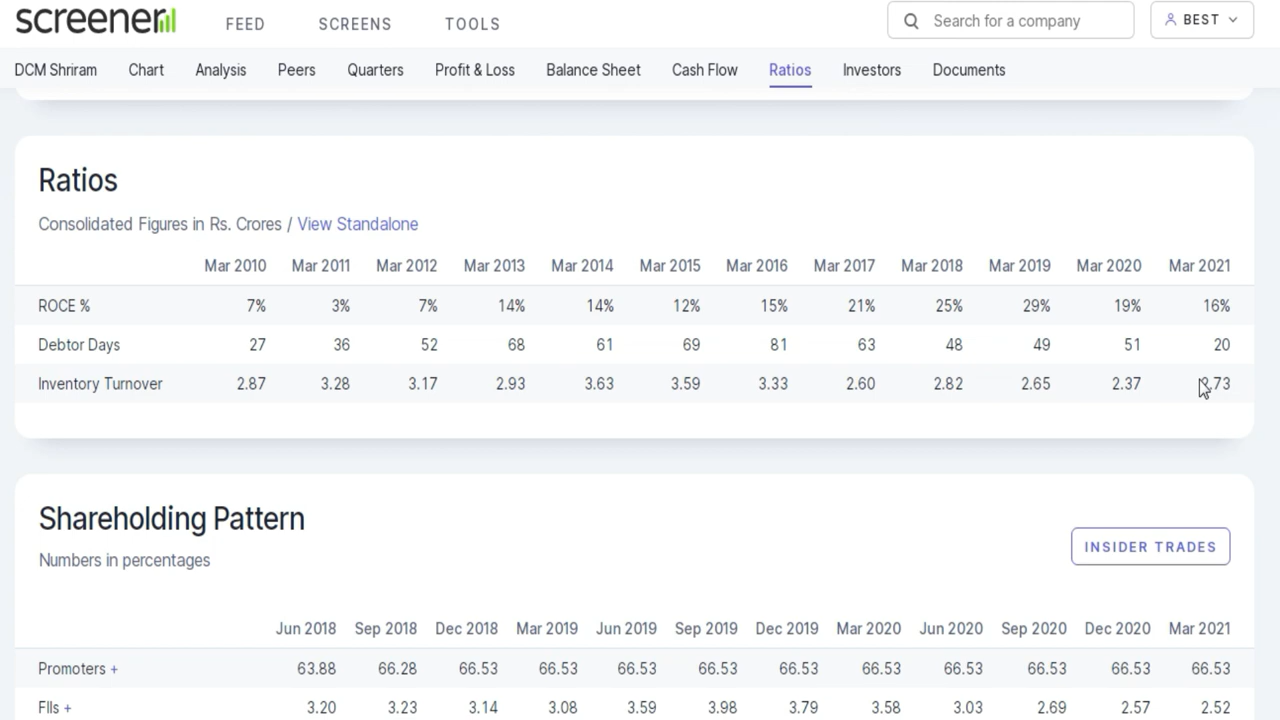 screener
FEED SCREENS TOOLS Search for a company BEST
DCM Shriram Chart Analysis Peers Quarters Profit & Loss Balance Sheet Cash Flow Ratios Investors Documents
Ratios
Consolidated Figures in Rs. Crores / View Standalone
Mar 2010 Mar 2011 Mar 2012 Mar 2013 Mar 2014 Mar 2015 Mar 2016 Mar 2017 Mar 2018 Mar 2019 Mar 2020 Mar 2021
ROCE % 7% 3% 7% 14% 14% 12% 15% 21% 25% 29% 19% 16%
Debtor Days 27 36 52 68 61 69 81 63 48 49 51 20
Inventory Turnover 2.87 3.28 3.17 2.93 3.63 3.59 3.33 2.60 2.82 2.65 2.37
Shareholding Pattern
Numbers in percentages
INSIDER TRADES
Jun 2018 Sep 2018 Dec 2018 Mar 2019 Jun 2019 Sep 2019 Dec 2019 Mar 2020 Jun 2020 Sep 2020 Dec 2020 Mar 2021
Promoters + 63.88 66.28 66.53 66.53 66.53 66.53 66.53 66.53 66.53 66.53 66.53 66.53
FIIs + 3.20 3.23 3.14 3.08 3.59 3.98 3.79 3.58 3.03 2.69 2.57 2.52